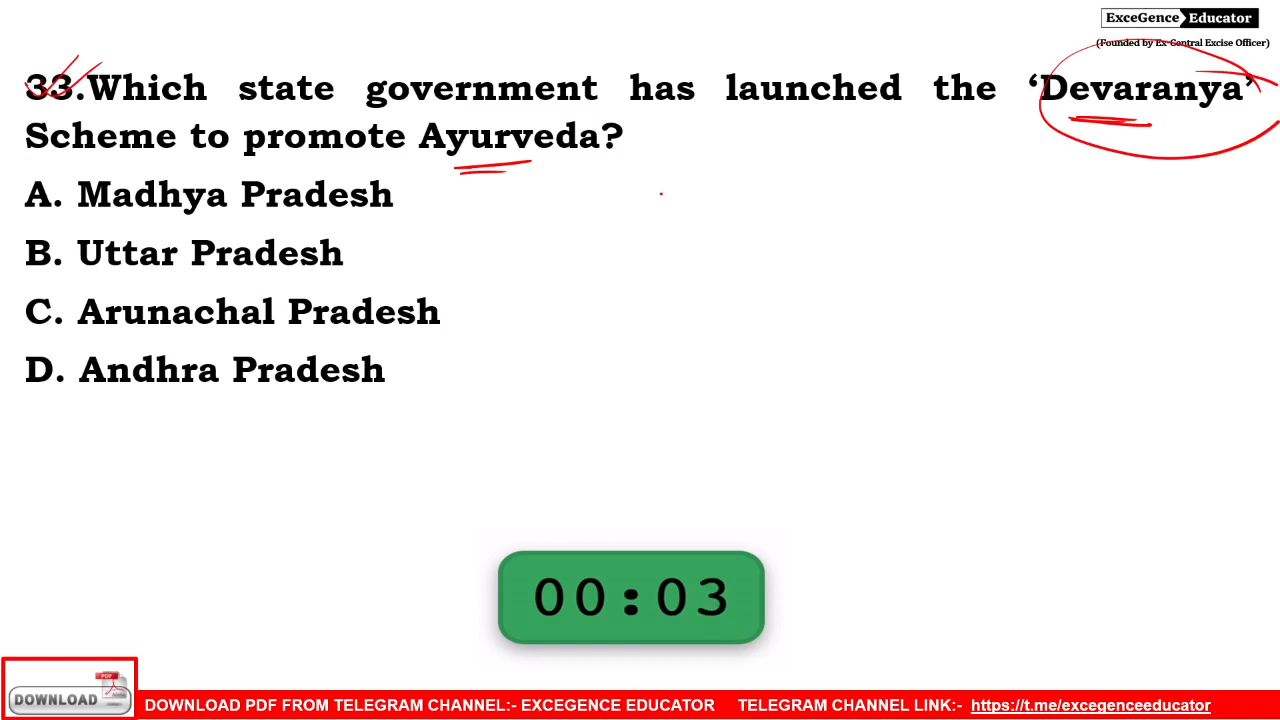 ExceGence Educator
(Founded by Ex-Central Excise Officer)
33.Which state government has launched the ‘Devaranya’
Scheme to promote Ayurveda?
A. Madhya Pradesh
B. Uttar Pradesh
C. Arunachal Pradesh
D. Andhra Pradesh
00:03
PDF
DOWNLOAD
DOWNLOAD PDF FROM TELEGRAM CHANNEL:- EXCEGENCE EDUCATOR TELEGRAM CHANNEL LINK:- https://t.me/excegenceeducator